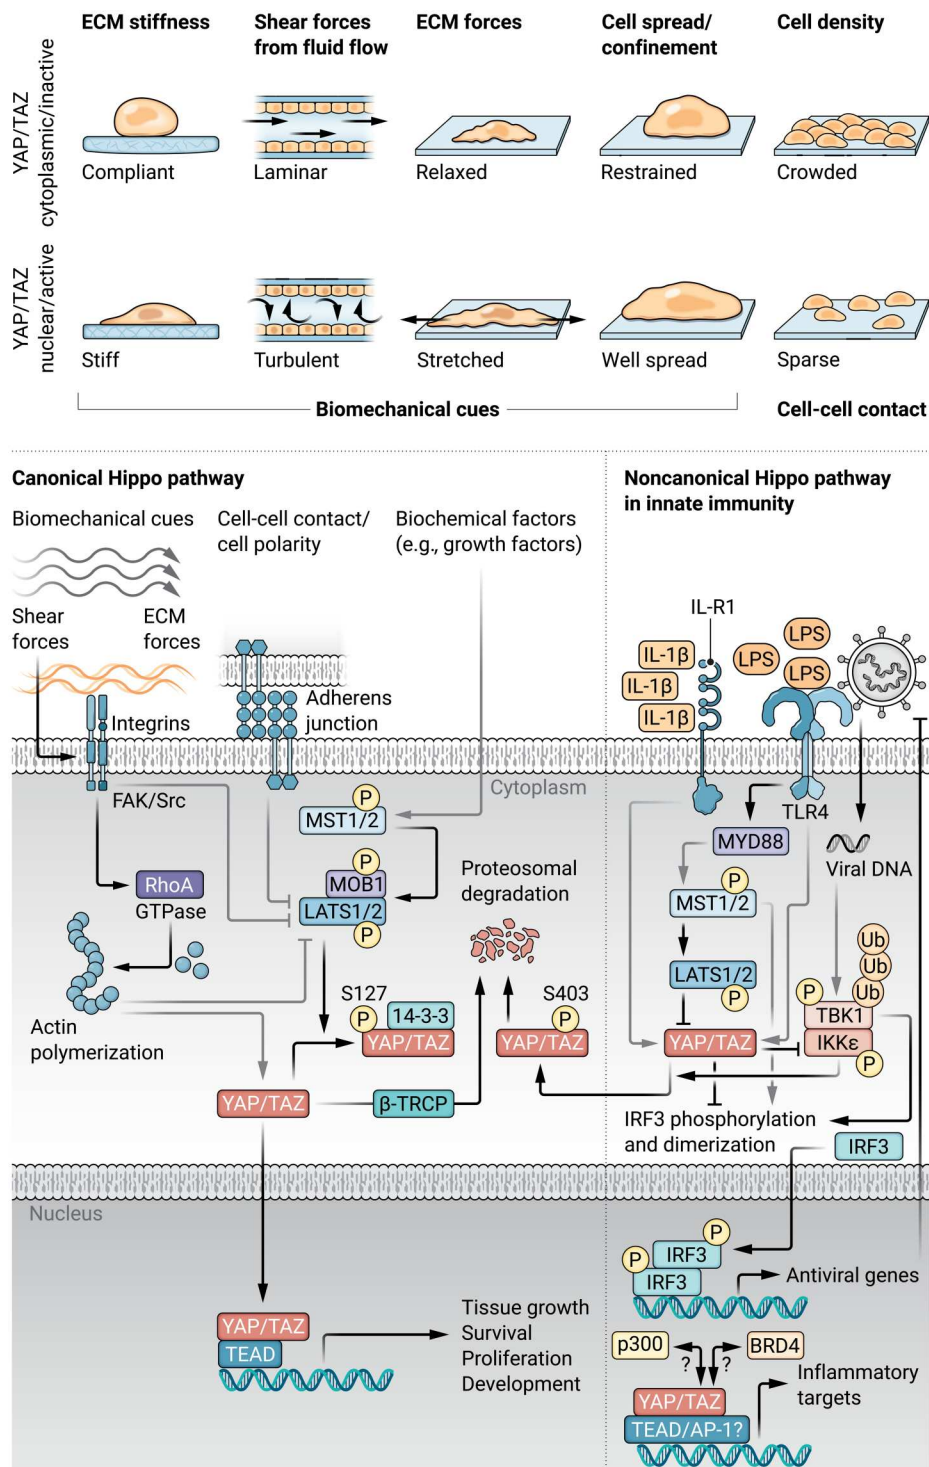 ECM stiffness
Shear forces
from fluid flow
ECM forces
Cell spread/
confinement
Cell density
YAP/TAZ
cytoplasmic/inactive
Compliant
Laminar
Relaxed
Restrained
Crowded
YAP/TAZ
nuclear/active
Stiff
Turbulent
Stretched
Well spread
Sparse
Biomechanical cues
Cell-cell contact
Canonical Hippo pathway
Biomechanical cues
Cell-cell contact/
cell polarity
Biochemical factors
(e.g., growth factors)
Shear
forces
ECM
forces
Integrins
Adherens
junction
FAK/Src
Cytoplasm
P
MST1/2
P
MOB1
LATS1/2
P
RhoA
GTPase
Proteosomal
degradation
Actin
polymerization
S127
P
14-3-3
YAP/TAZ
S403
P
YAP/TAZ
YAP/TAZ
β-TRCP
Nucleus
YAP/TAZ
TEAD
Tissue growth
Survival
Proliferation
Development
Noncanonical Hippo pathway
in innate immunity
IL-R1
IL-1β
IL-1β
IL-1β
LPS
LPS
LPS
TLR4
MYD88
Viral DNA
P
MST1/2
LATS1/2
P
Ub
Ub
Ub
P
TBK1
IKKε
P
YAP/TAZ
IRF3 phosphorylation
and dimerization
IRF3
P
IRF3
P
IRF3
Antiviral genes
p300
?
?
BRD4
YAP/TAZ
TEAD/AP-1?
Inflammatory
targets